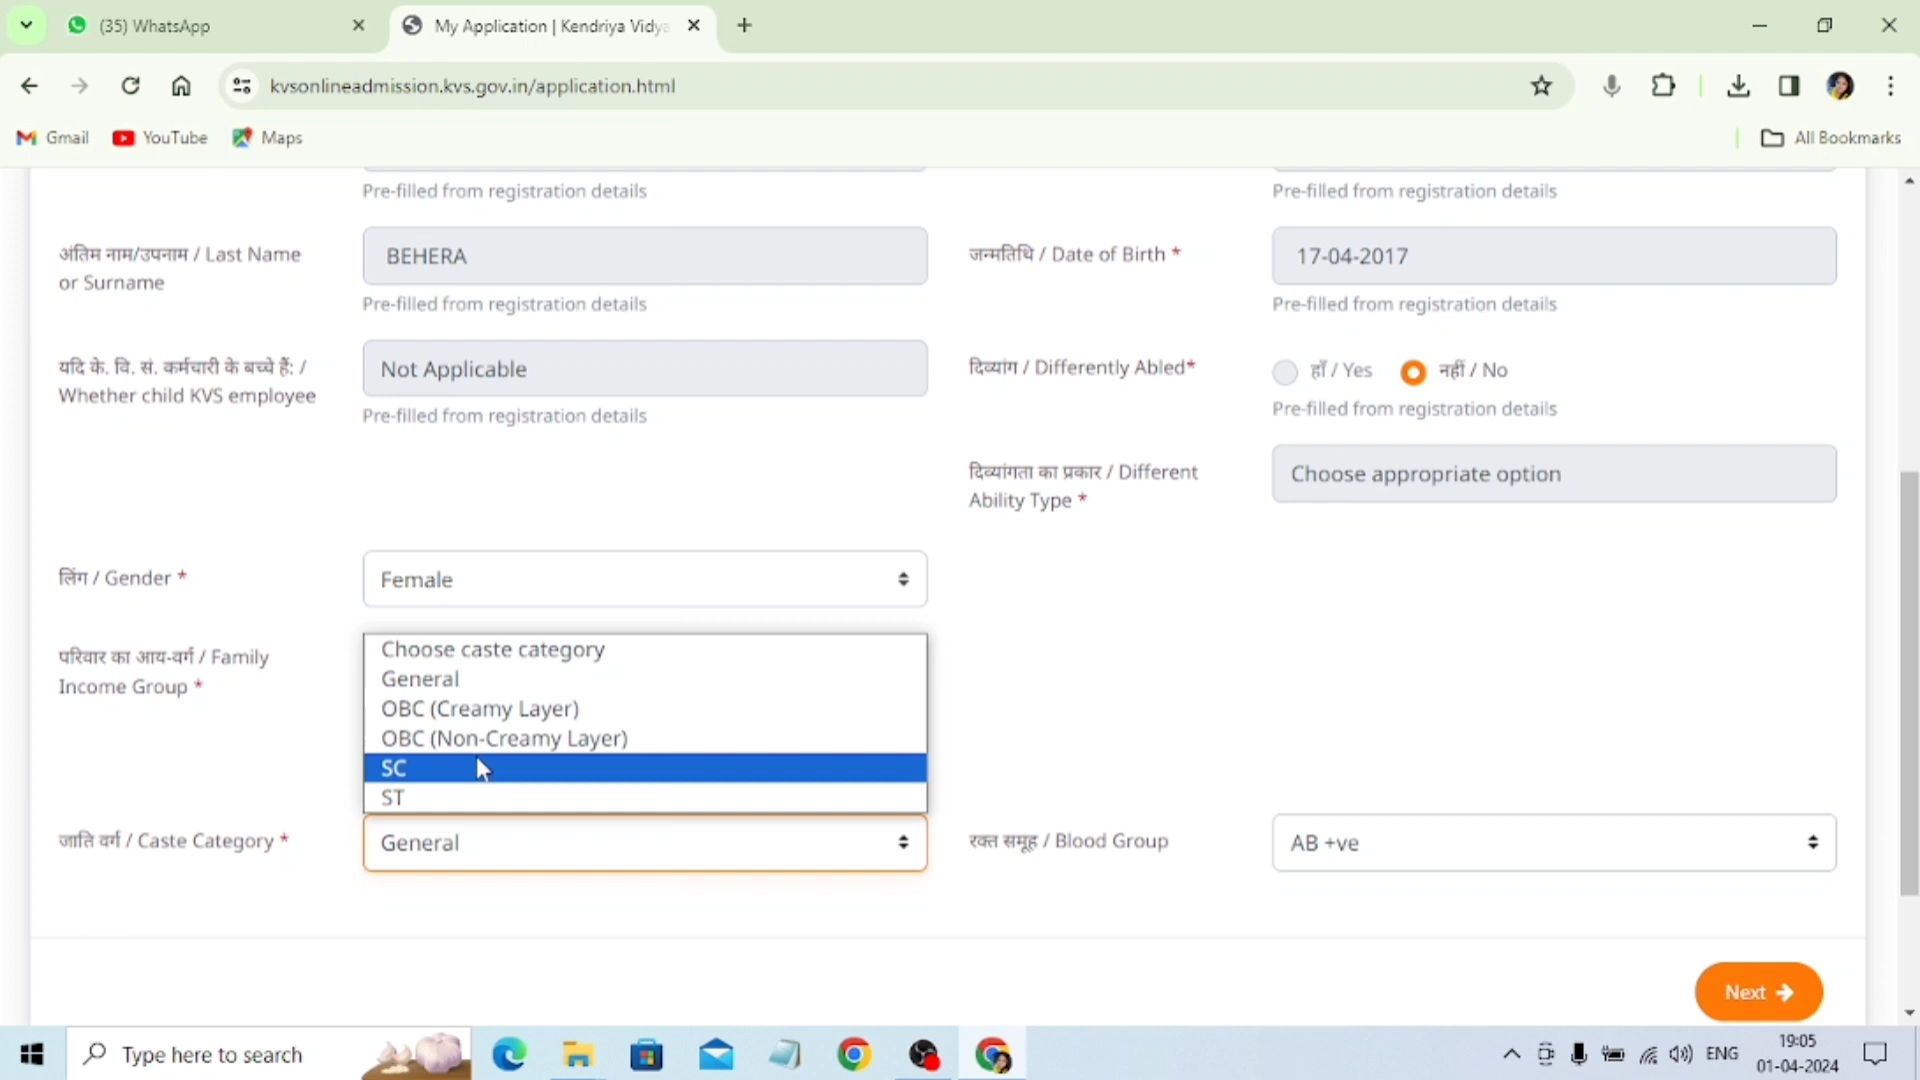 (35) WhatsApp
My Application | Kendriya Vidya
kvsonlineadmission.kvs.gov.in/application.html
Gmail
YouTube
Maps
All Bookmarks
Pre-filled from registration details
Pre-filled from registration details
अंतिम नाम/उपनाम / Last Name
or Surname
BEHERA
Pre-filled from registration details
जन्मतिथि / Date of Birth *
17-04-2017
Pre-filled from registration details
यदि के. वि. सं. कर्मचारी के बच्चे हैं: /
Whether child KVS employee
Not Applicable
Pre-filled from registration details
दिव्यांग / Differently Abled*
हाँ / Yes
नहीं / No
Pre-filled from registration details
दिव्यांगता का प्रकार / Different
Ability Type *
Choose appropriate option
लिंग / Gender *
Female
परिवार का आय-वर्ग / Family
Income Group *
Choose caste category
General
OBC (Creamy Layer)
OBC (Non-Creamy Layer)
SC
ST
जाति वर्ग / Caste Category *
General
रक्त समूह / Blood Group
AB +ve
Next
Type here to search
ENG
19:05
01-04-2024